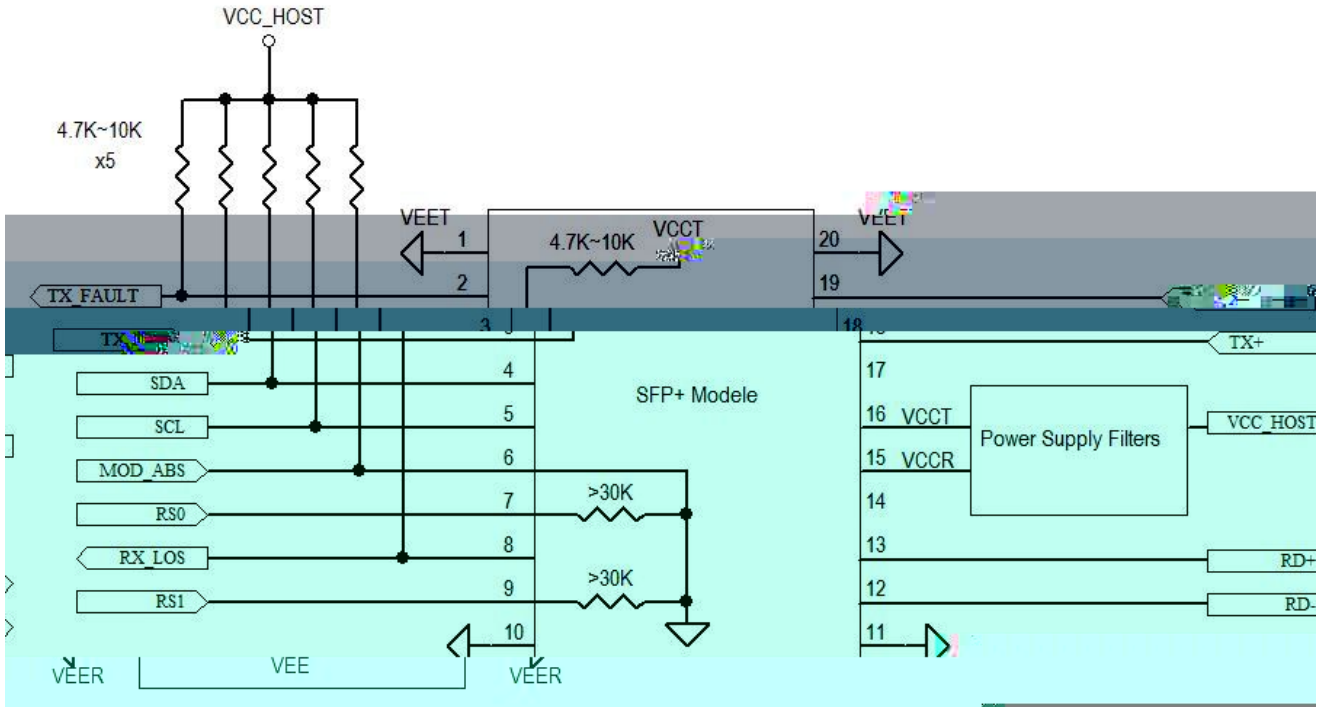 VCC_HOST
4.7K~10K
x5
VEET
1
4.7K~10K
VCCT
20
VEET
TX_FAULT
2
19
3
18
TX
TX+
SDA
4
17
SFP+ Modele
SCL
5
16
VCCT
Power Supply Filters
VCC_HOST
MOD_ABS
6
15
VCCR
RS0
7
>30K
14
RX_LOS
8
13
RD+
RS1
9
>30K
12
RD-
10
11
VEER
VEE
VEER